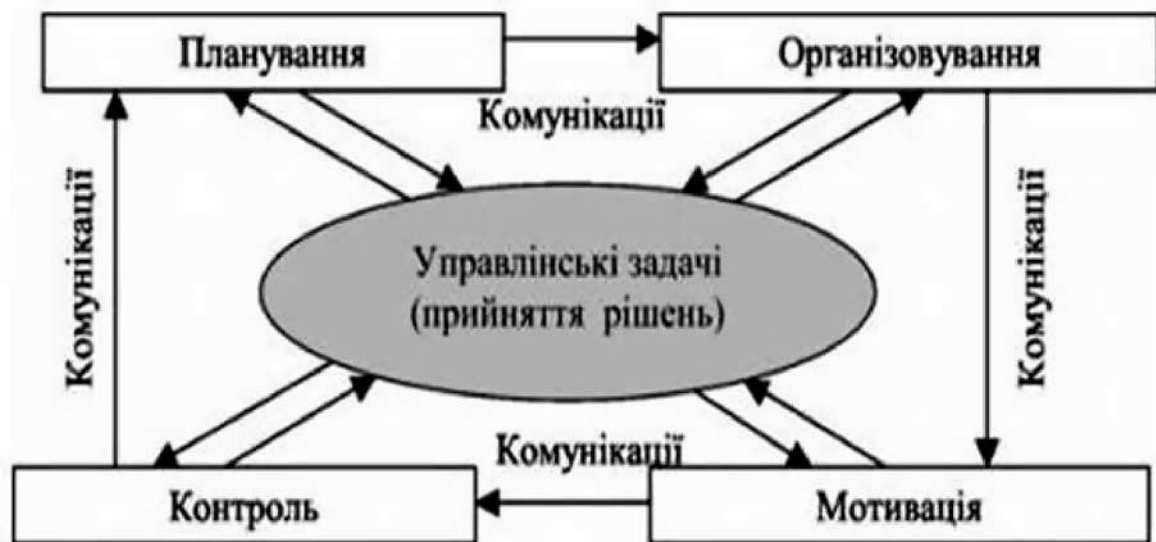 Планування
Організовування
Комунікації
Комунікації
Комунікації
Управлінські задачі
(прийняття рішень)
Комунікації
Контроль
Мотивація